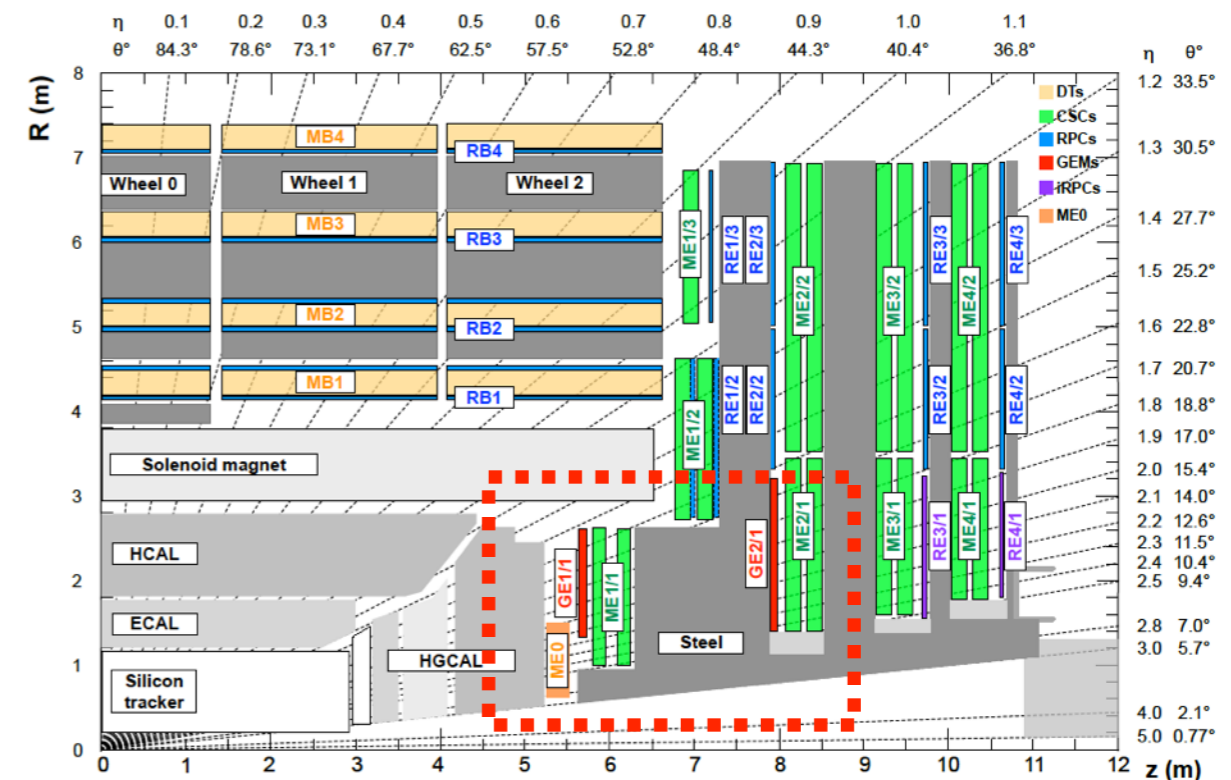 η 0.1 0.2 0.3 0.4 0.5 0.6 0.7 0.8 0.9 1.0 1.1
θ° 84.3° 78.6° 73.1° 67.7° 62.5° 57.5° 52.8° 48.4° 44.3° 40.4° 36.8° η θ°
R (m)
8
7
6
5
4
3
2
1
0
1.2 33.5°
1.3 30.5°
1.4 27.7°
1.5 25.2°
1.6 22.8°
1.7 20.7°
1.8 18.8°
1.9 17.0°
2.0 15.4°
2.1 14.0°
2.2 12.6°
2.3 11.5°
2.4 10.4°
2.5 9.4°
2.8 7.0°
3.0 5.7°
4.0 2.1°
5.0 0.77°
DTs
CSCs
RPCs
GEMs
iRPCs
ME0
MB4
RB4
Wheel 0
Wheel 1
Wheel 2
MB3
RB3
MB2
RB2
MB1
RB1
Solenoid magnet
HCAL
ECAL
Silicon
tracker
HGCAL
Steel
ME0
GE1/1
ME1/1
ME1/2
ME1/3
RE1/3
RE2/3
RE1/2
RE2/2
GE2/1
ME2/2
ME2/1
ME3/2
ME3/1
RE3/3
RE3/2
RE3/1
ME4/2
ME4/1
RE4/3
RE4/2
RE4/1
0 1 2 3 4 5 6 7 8 9 10 11 12
z (m)